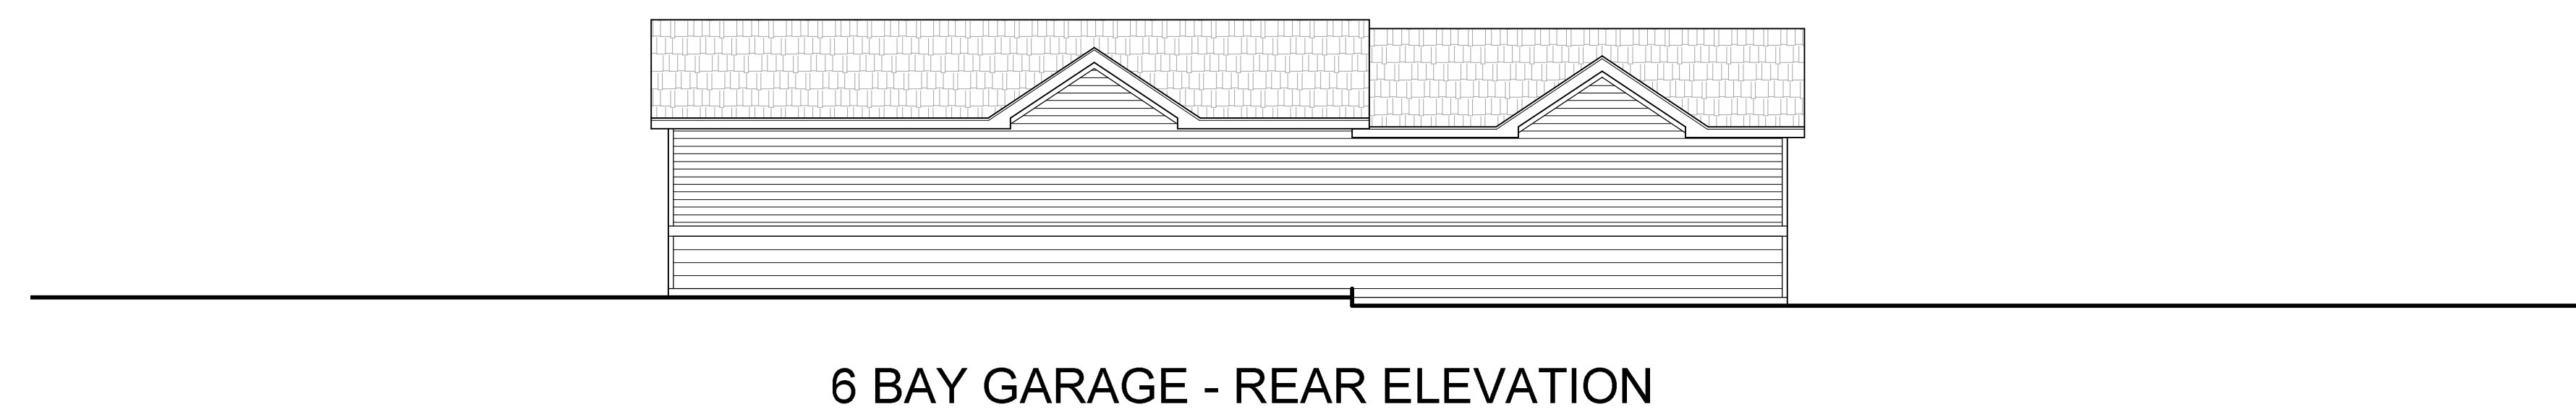 6 BAY GARAGE - REAR ELEVATION